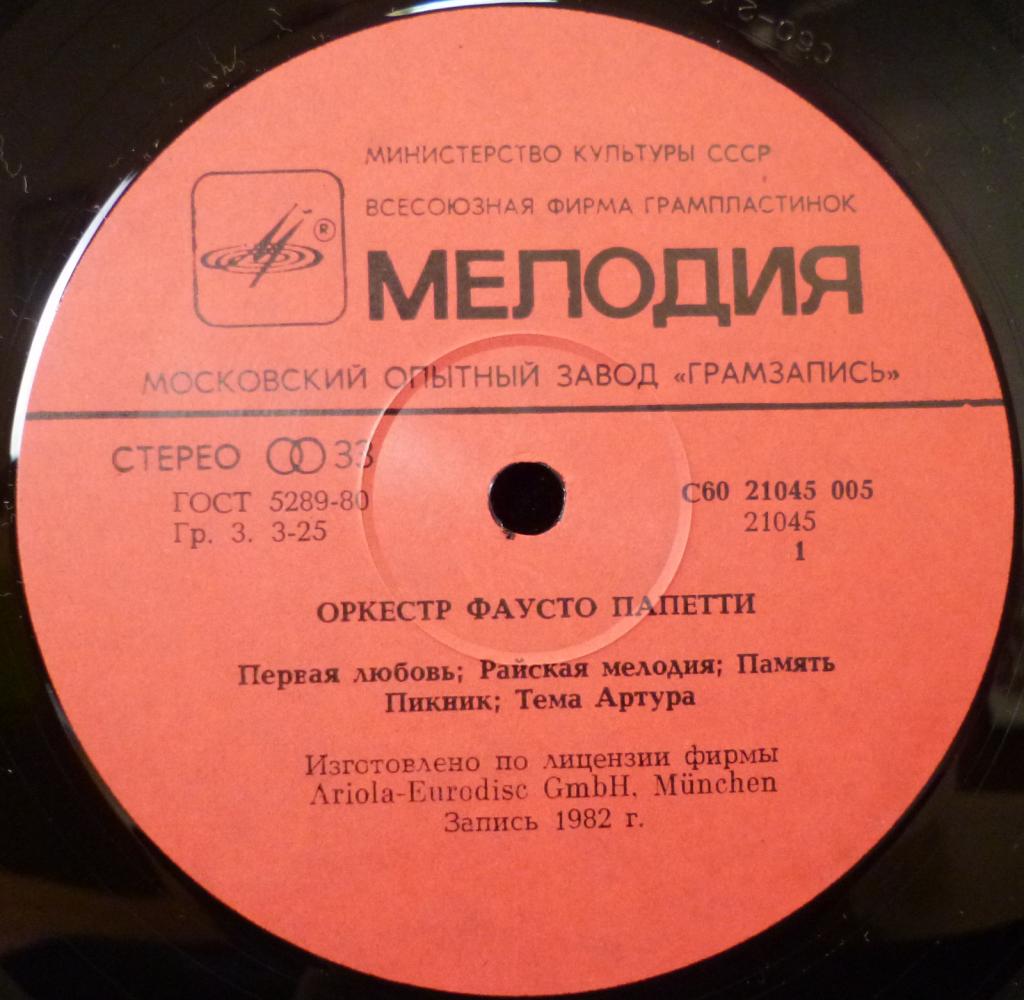 МИНИСТЕРСТВО КУЛЬТУРЫ СССР
ВСЕСОЮЗНАЯ ФИРМА ГРАМПЛАСТИНОК
®
МЕЛОДИЯ
МОСКОВСКИЙ ОПЫТНЫЙ ЗАВОД «ГРАМЗАПИСЬ»
СТЕРЕО 33
ГОСТ 5289-80
Гр. 3. 3-25
С60 21045 005
21045
1
ОРКЕСТР ФАУСТО ПАПЕТТИ
Первая любовь; Райская мелодия; Память
Пикник; Тема Артура
Изготовлено по лицензии фирмы
Ariola-Eurodisc GmbH, München
Запись 1982 г.